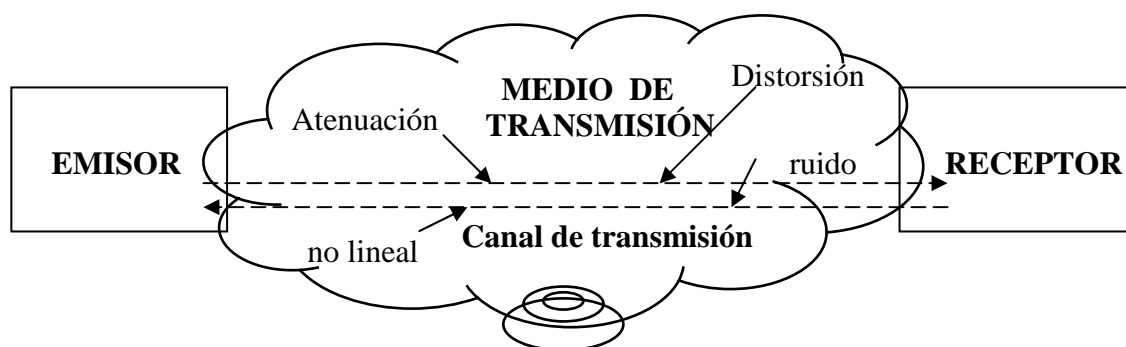 Distorsión
MEDIO DE
TRANSMISIÓN
Atenuación
EMISOR
ruido
RECEPTOR
Canal de transmisión
no lineal